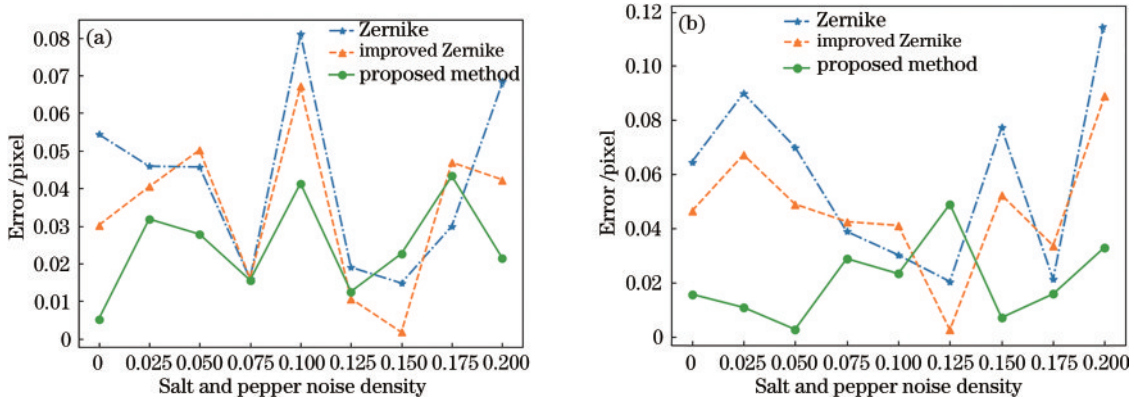 (a)
Zernike
improved Zernike
proposed method
0.08
0.07
0.06
0.05
0.04
0.03
0.02
0.01
0
Error /pixel
0 0.025 0.050 0.075 0.100 0.125 0.150 0.175 0.200
Salt and pepper noise density
(b)
Zernike
improved Zernike
proposed method
0.12
0.10
0.08
0.06
0.04
0.02
0
Error /pixel
0 0.025 0.050 0.075 0.100 0.125 0.150 0.175 0.200
Salt and pepper noise density